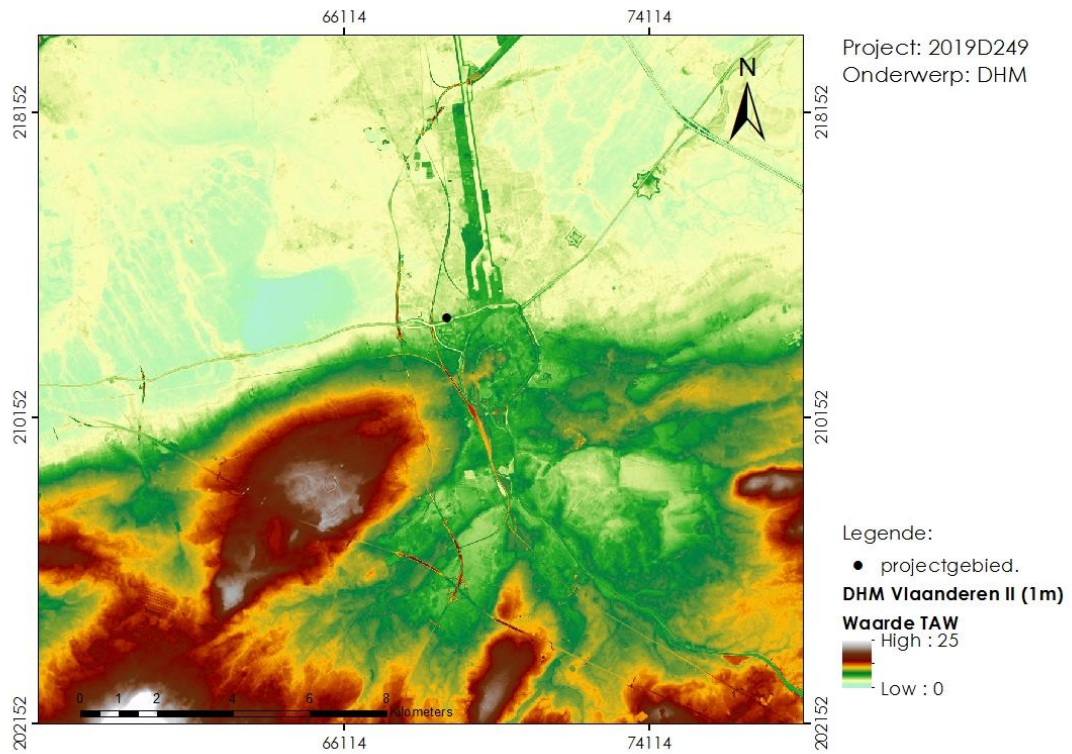 66114
74114
Project: 2019D249
Onderwerp: DHM
N
218152
218152
210152
210152
Legende:
projectgebied.
DHM Vlaanderen II (1m)
Waarde TAW
High : 25
Low : 0
0 1 2 4 6 8
Kilometers
202152
202152
66114
74114